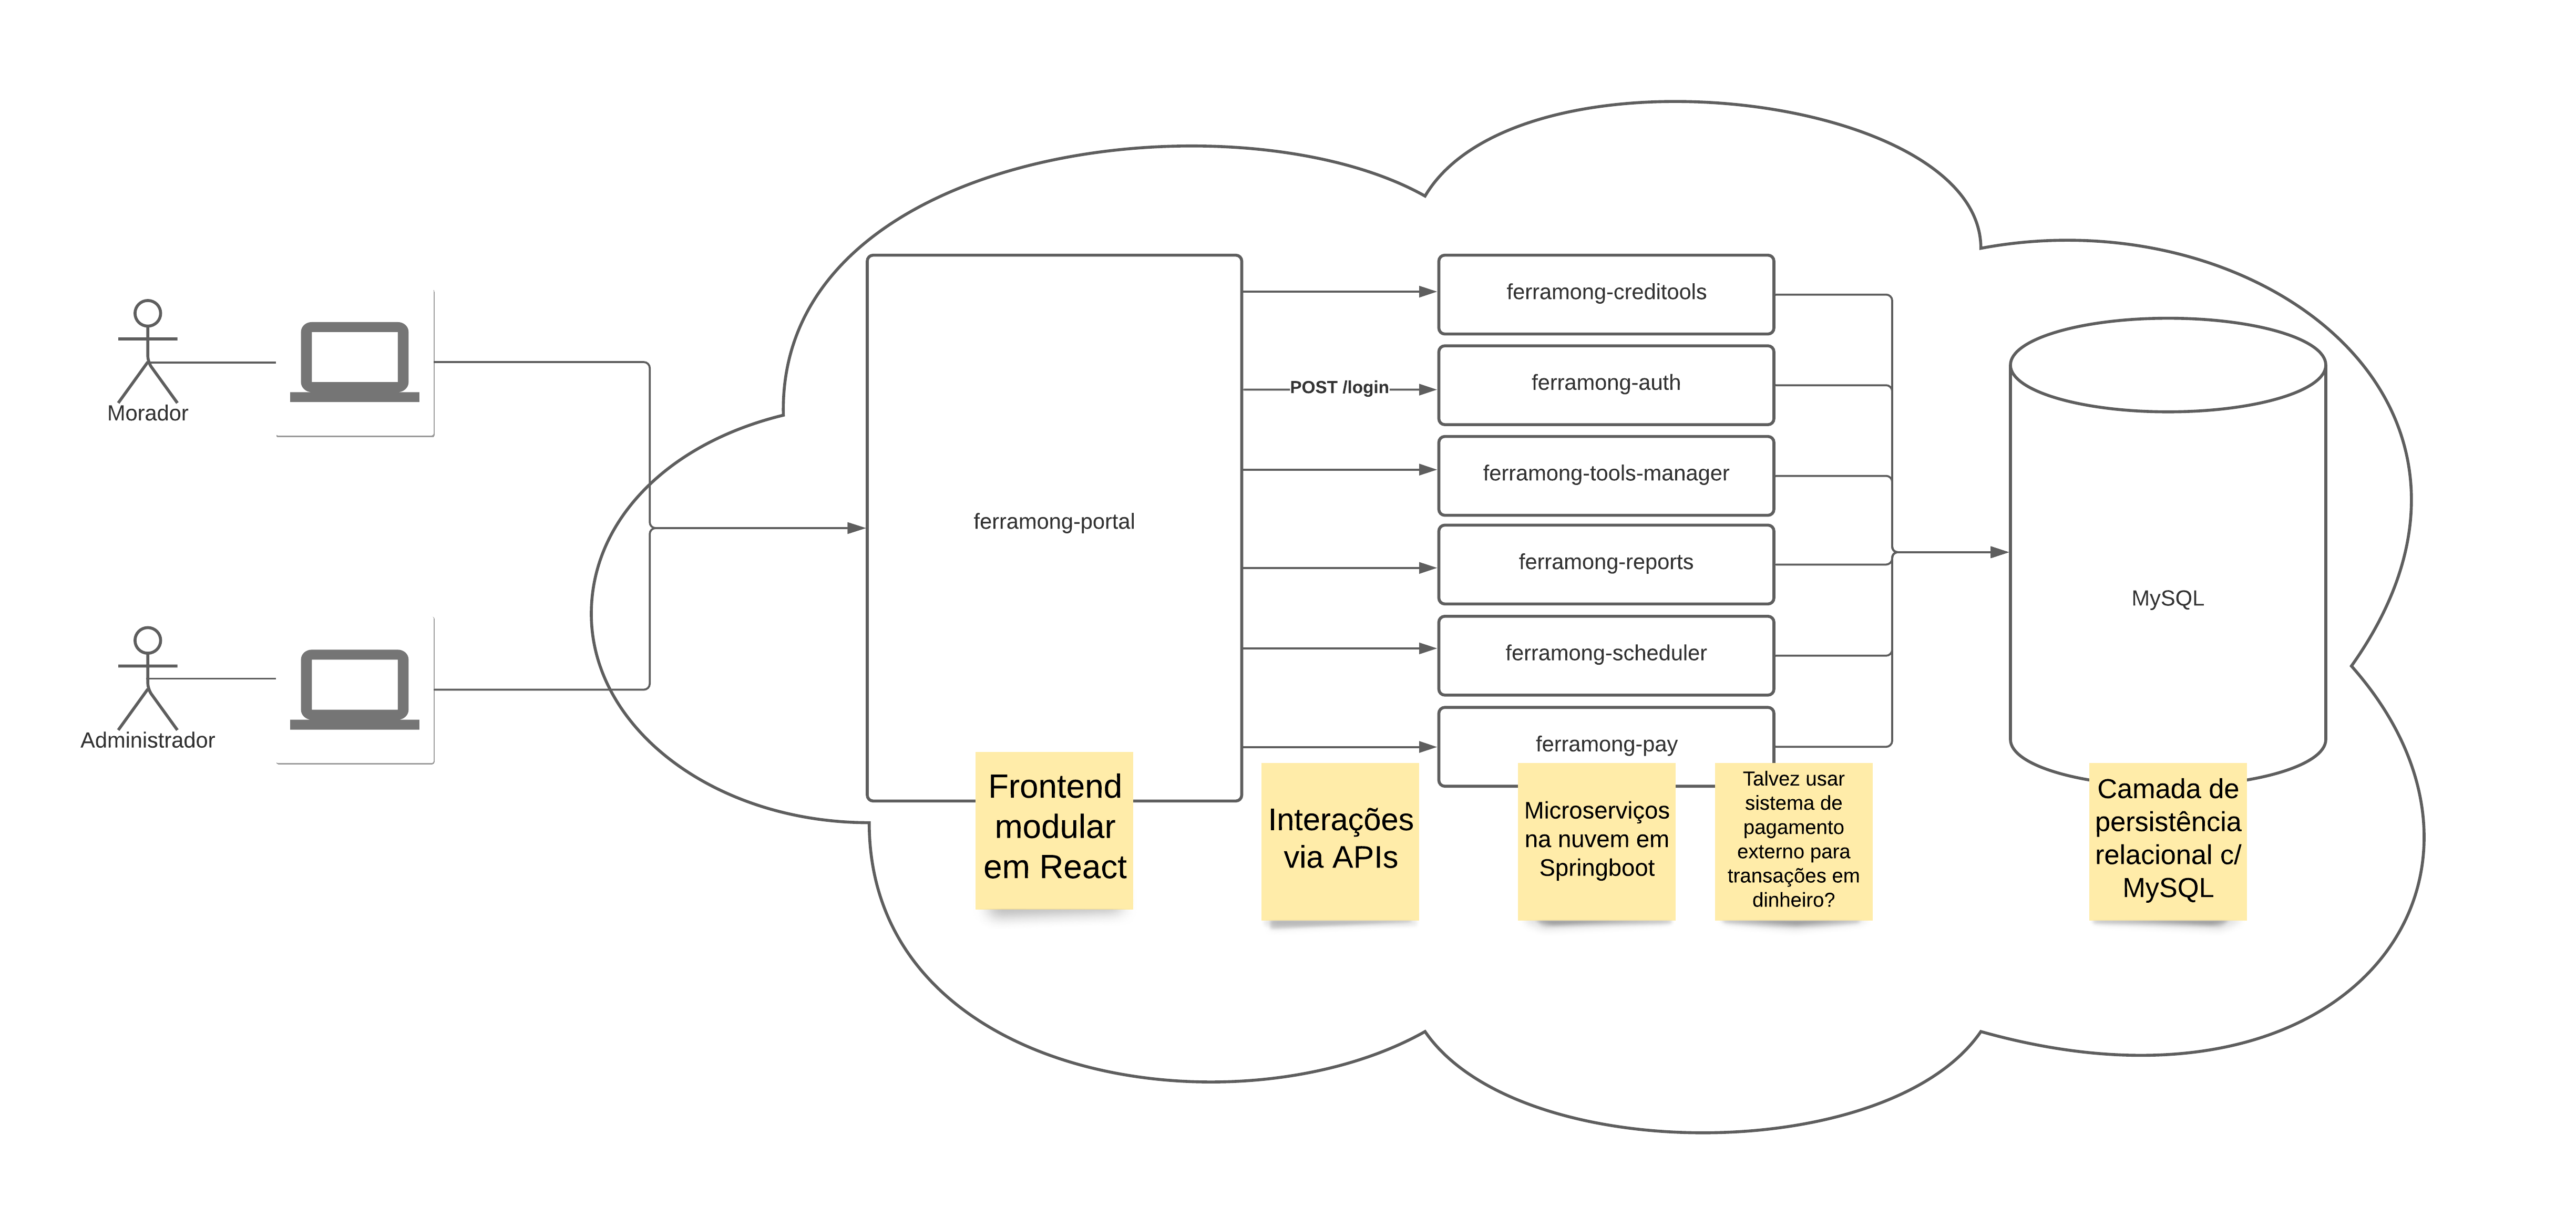 Morador
Administrador
ferramong-portal
POST /login
ferramong-creditools
ferramong-auth
ferramong-tools-manager
ferramong-reports
ferramong-scheduler
ferramong-pay
MySQL
Frontend
modular
em React
Interações
via APIs
Microserviços
na nuvem em
Springboot
Talvez usar
sistema de
pagamento
externo para
transações em
dinheiro?
Camada de
persistência
relacional c/
MySQL